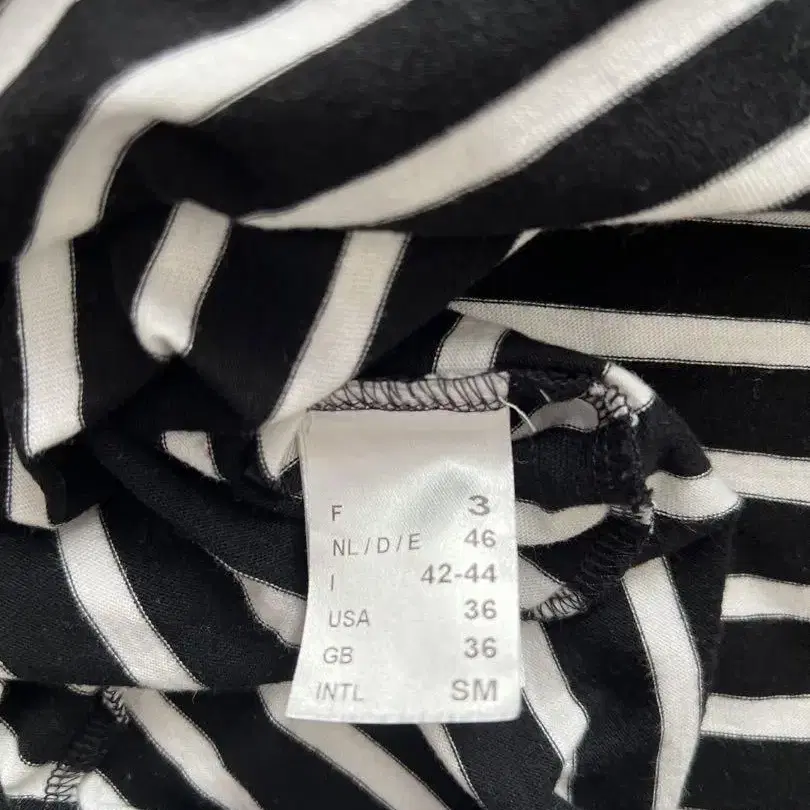 F 3
NL / D / E 46
I 42-44
USA 36
GB 36
INTL SM